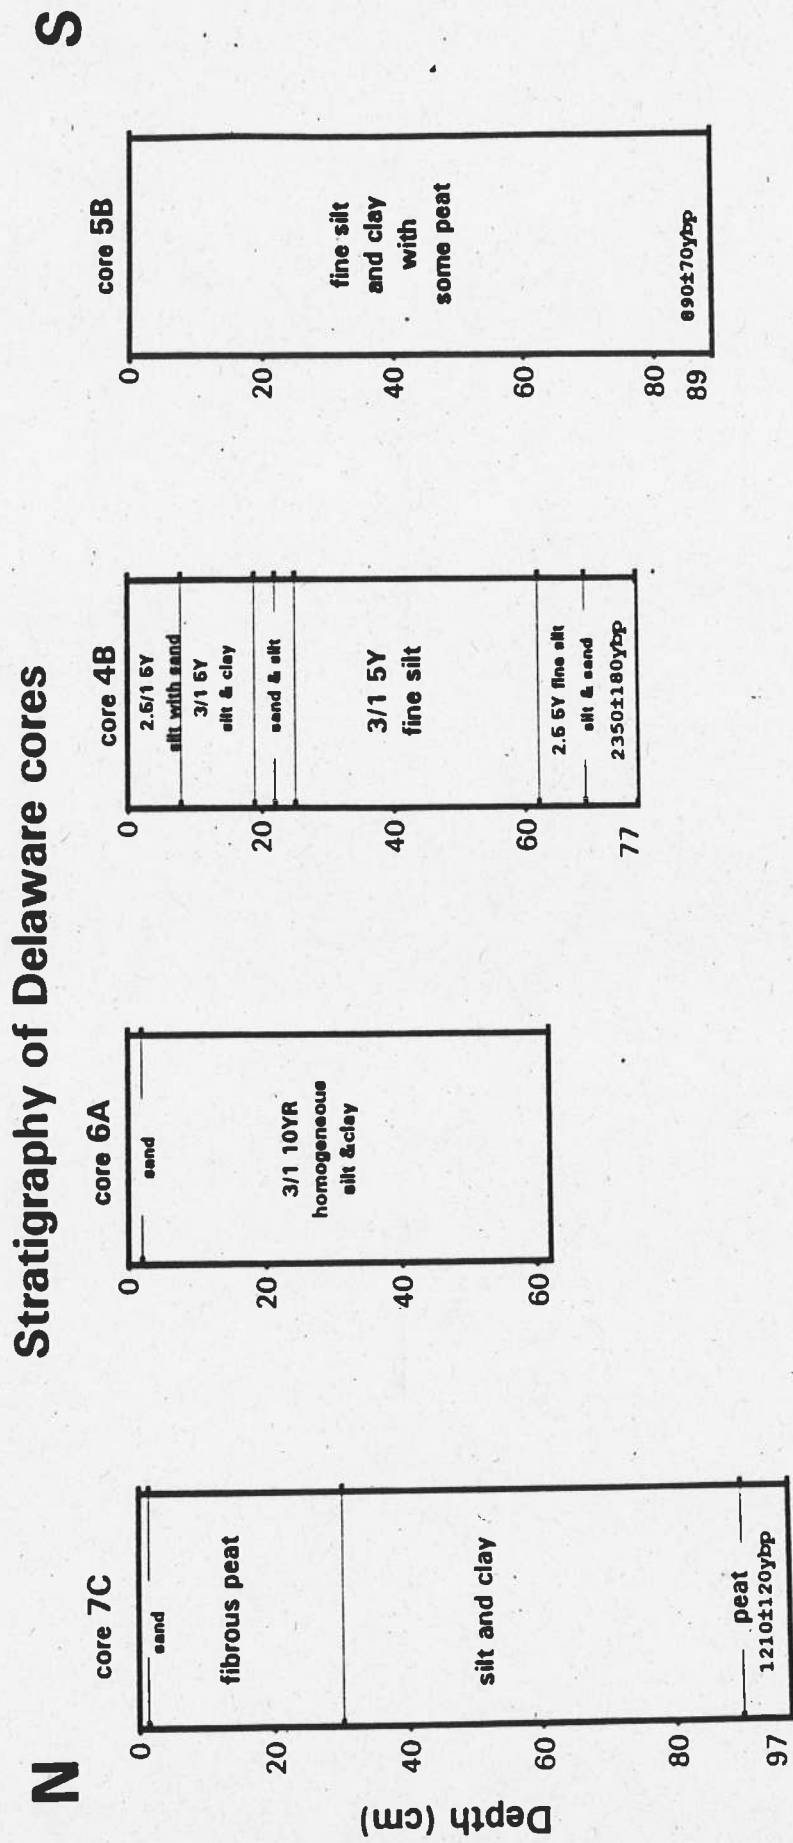 Stratigraphy of Delaware cores
N
S
Depth (cm)
core 7C
0
20
40
60
80
97
sand
fibrous peat
silt and clay
peat
1210±120ybp
core 6A
0
20
40
60
sand
3/1 10YR
homogeneous
silt &clay
core 4B
0
20
40
60
77
2.5/1 5Y
silt with sand
3/1 5Y
silt & clay
sand & silt
3/1 5Y
fine silt
2.5 5Y fine silt
silt & sand
2350±180ybp
core 5B
0
20
40
60
80
89
fine silt
and clay
with
some peat